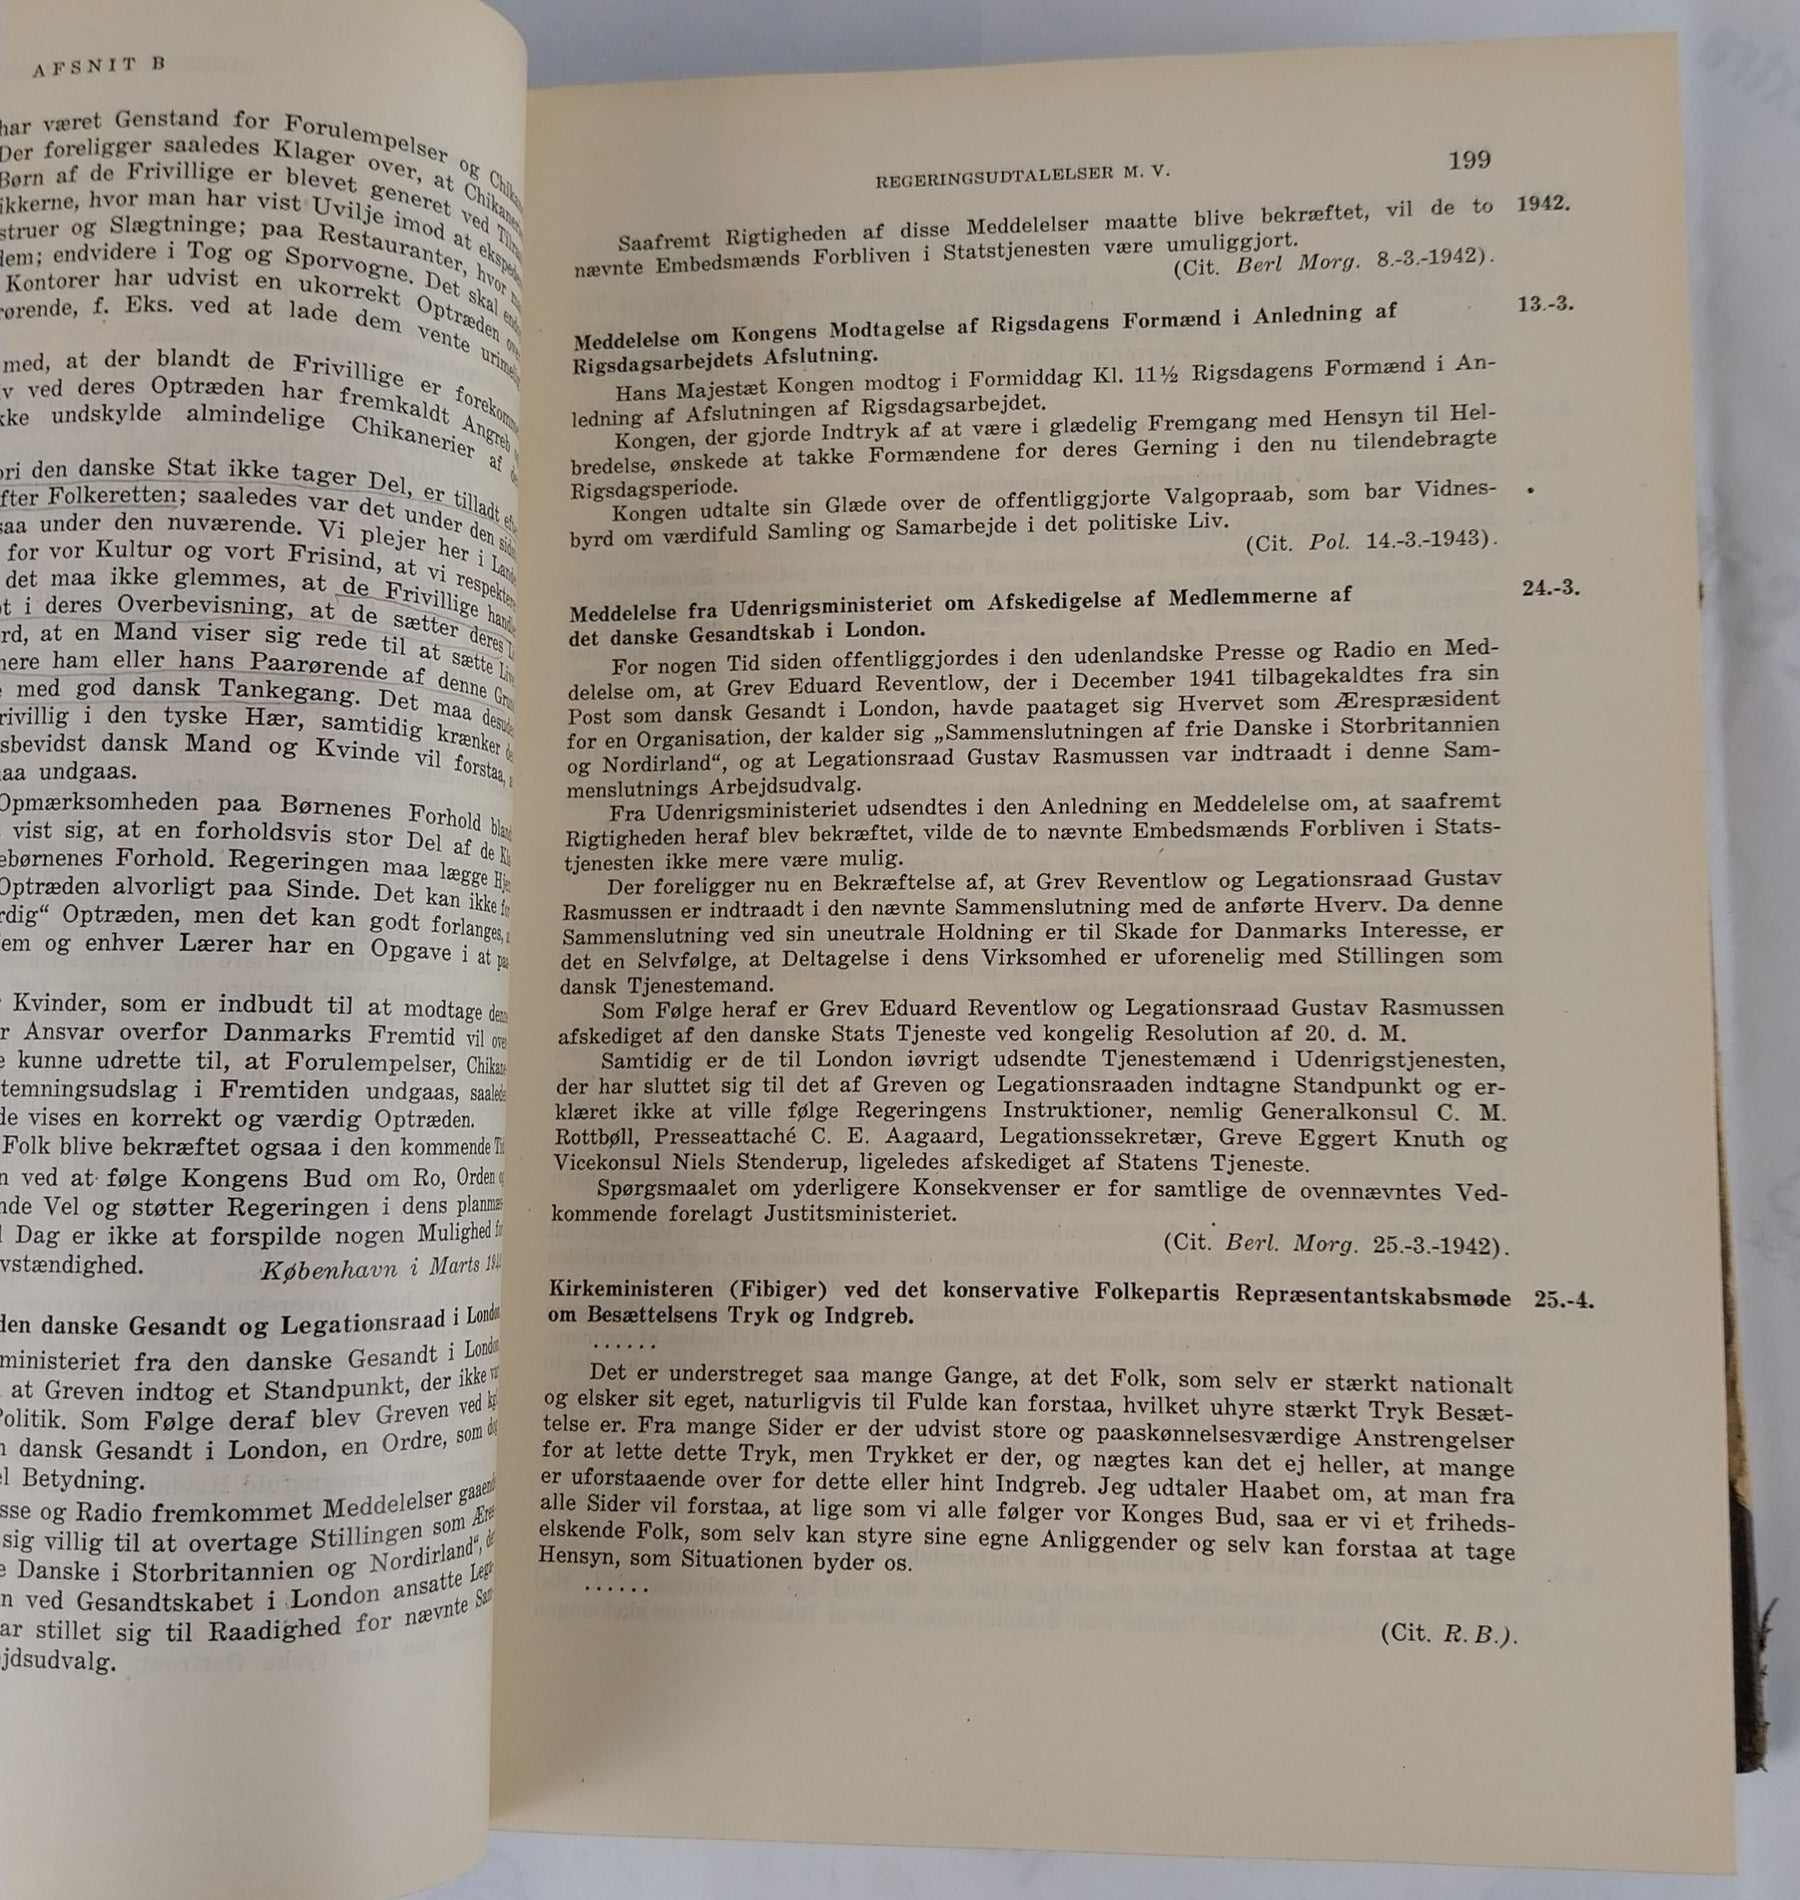 AFSNIT B
har været Genstand for Forulempelser og
Der foreligger saaledes Klager over, at
Børn af de Frivillige er blevet generet ved
ikkerne, hvor man har vist Uvilje imod at
struer og Slægtninge; paa Restauranter, hvor
dem; endvidere i Tog og Sporvogne. Det skal
Kontorer har udvist en ukorrekt Optræden
rørende, f. Eks. ved at lade dem vente
med, at der blandt de Frivillige er
v ved deres Optræden har fremkaldt Angreb
kke undskylde almindelige Chikanerier af
ori den danske Stat ikke tager Del, er tilladt
fter Folkeretten; saaledes var det under den
saa under den nuværende. Vi plejer her i
for vor Kultur og vort Frisind, at vi
det maa ikke glemmes, at de Frivillige
t i deres Overbevisning, at de sætter deres
rd, at en Mand viser sig rede til at sætte
nere ham eller hans Paarørende af denne
med god dansk Tankegang. Det maa
rivillig i den tyske Hær, samtidig krænker
sbevidst dansk Mand og Kvinde vil forstaa,
aa undgaas.
Opmærksomheden paa Børnenes Forhold
vist sig, at en forholdsvis stor Del af de
ebørnenes Forhold. Regeringen maa lægge
Optræden alvorligt paa Sinde. Det kan ikke
rdig“ Optræden, men det kan godt forlanges,
em og enhver Lærer har en Opgave i at
Kvinder, som er indbudt til at modtage
r Ansvar overfor Danmarks Fremtid vil
e kunne udrette til, at Forulempelser,
temningsudslag i Fremtiden undgaas,
de vises en korrekt og værdig Optræden.
Folk blive bekræftet ogsaa i den kommende
n ved at følge Kongens Bud om Ro, Orden
nde Vel og støtter Regeringen i dens
l Dag er ikke at forspilde nogen Mulighed
vstændighed.
København i Marts
den danske Gesandt og Legationsraad i
ministeriet fra den danske Gesandt i
at Greven indtog et Standpunkt, der ikke
Politik. Som Følge deraf blev Greven ved
n dansk Gesandt i London, en Ordre, som
el Betydning.
sse og Radio fremkommet Meddelelser
sig villig til at overtage Stillingen som
e Danske i Storbritannien og Nordirland“,
n ved Gesandtskabet i London ansatte
ar stillet sig til Raadighed for nævnte
jdsudvalg.
REGERINGSUDTALELSER M. V. 199
Saafremt Rigtigheden af disse Meddelelser maatte blive bekræftet, vil de to 1942.
nævnte Embedsmænds Forbliven i Statstjenesten være umuliggjort.
(Cit. Berl Morg. 8.-3.-1942).
Meddelelse om Kongens Modtagelse af Rigsdagens Formænd i Anledning af 13.-3.
Rigsdagsarbejdets Afslutning.
Hans Majestæt Kongen modtog i Formiddag Kl. 11½ Rigsdagens Formænd i An-
ledning af Afslutningen af Rigsdagsarbejdet.
Kongen, der gjorde Indtryk af at være i glædelig Fremgang med Hensyn til Hel-
bredelse, ønskede at takke Formændene for deres Gerning i den nu tilendebragte
Rigsdagsperiode.
Kongen udtalte sin Glæde over de offentliggjorte Valgopraab, som bar Vidnes-
byrd om værdifuld Samling og Samarbejde i det politiske Liv.
(Cit. Pol. 14.-3.-1943).
Meddelelse fra Udenrigsministeriet om Afskedigelse af Medlemmerne af 24.-3.
det danske Gesandtskab i London.
For nogen Tid siden offentliggjordes i den udenlandske Presse og Radio en Med-
delelse om, at Grev Eduard Reventlow, der i December 1941 tilbagekaldtes fra sin
Post som dansk Gesandt i London, havde paataget sig Hvervet som Ærespræsident
for en Organisation, der kalder sig „Sammenslutningen af frie Danske i Storbritannien
og Nordirland“, og at Legationsraad Gustav Rasmussen var indtraadt i denne Sam-
menslutnings Arbejdsudvalg.
Fra Udenrigsministeriet udsendtes i den Anledning en Meddelelse om, at saafremt
Rigtigheden heraf blev bekræftet, vilde de to nævnte Embedsmænds Forbliven i Stats-
tjenesten ikke mere være mulig.
Der foreligger nu en Bekræftelse af, at Grev Reventlow og Legationsraad Gustav
Rasmussen er indtraadt i den nævnte Sammenslutning med de anførte Hverv. Da denne
Sammenslutning ved sin uneutrale Holdning er til Skade for Danmarks Interesse, er
det en Selvfølge, at Deltagelse i dens Virksomhed er uforenelig med Stillingen som
dansk Tjenestemand.
Som Følge heraf er Grev Eduard Reventlow og Legationsraad Gustav Rasmussen
afskediget af den danske Stats Tjeneste ved kongelig Resolution af 20. d. M.
Samtidig er de til London iøvrigt udsendte Tjenestemænd i Udenrigstjenesten,
der har sluttet sig til det af Greven og Legationsraaden indtagne Standpunkt og er-
klæret ikke at ville følge Regeringens Instruktioner, nemlig Generalkonsul C. M.
Rottbøll, Presseattaché C. E. Aagaard, Legationssekretær, Greve Eggert Knuth og
Vicekonsul Niels Stenderup, ligeledes afskediget af Statens Tjeneste.
Spørgsmaalet om yderligere Konsekvenser er for samtlige de ovennævntes Ved-
kommende forelagt Justitsministeriet.
(Cit. Berl. Morg. 25.-3.-1942).
Kirkeministeren (Fibiger) ved det konservative Folkepartis Repræsentantskabsmøde 25.-4.
om Besættelsens Tryk og Indgreb.
......
Det er understreget saa mange Gange, at det Folk, som selv er stærkt nationalt
og elsker sit eget, naturligvis til Fulde kan forstaa, hvilket uhyre stærkt Tryk Besæt-
telse er. Fra mange Sider er der udvist store og paaskønnelsesværdige Anstrengelser
for at lette dette Tryk, men Trykket er der, og nægtes kan det ej heller, at mange
er uforstaaende over for dette eller hint Indgreb. Jeg udtaler Haabet om, at man fra
alle Sider vil forstaa, at lige som vi alle følger vor Konges Bud, saa er vi et friheds-
elskende Folk, som selv kan styre sine egne Anliggender og selv kan forstaa at tage
Hensyn, som Situationen byder os.
......
(Cit. R. B.).